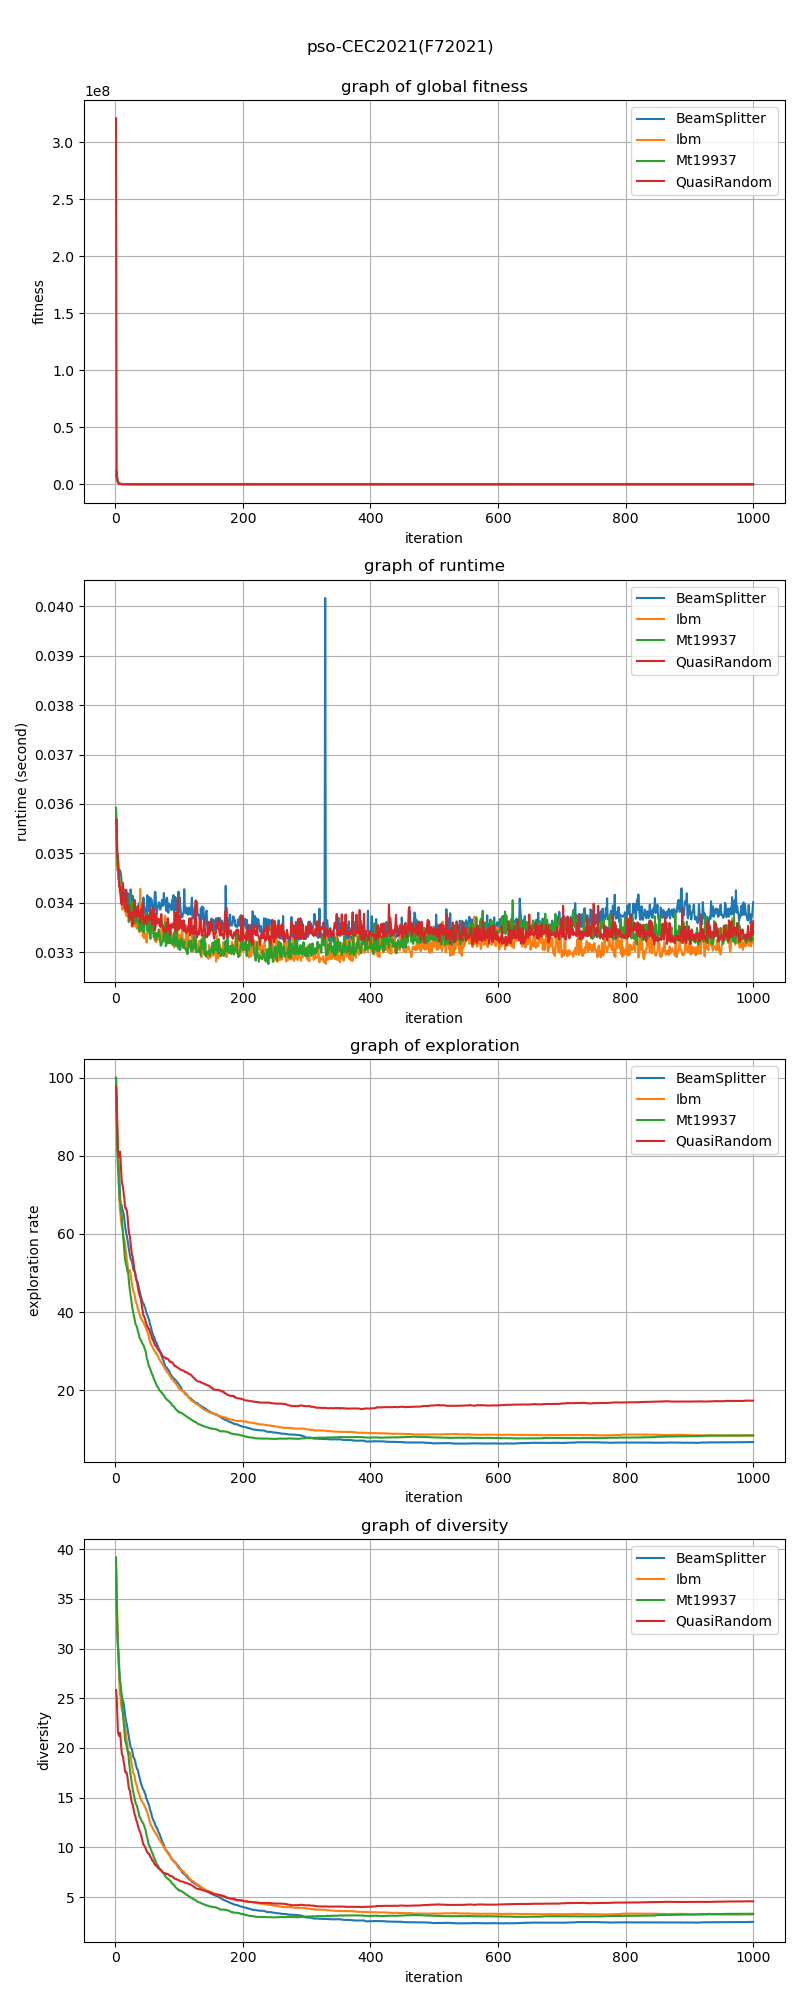 pso-CEC2021(F72021)
graph of global fitness
1e8
3.0
2.5
2.0
1.5
1.0
0.5
0.0
fitness
0 200 400 600 800 1000
iteration
BeamSplitter
Ibm
Mt19937
QuasiRandom
graph of runtime
0.040
0.039
0.038
0.037
0.036
0.035
0.034
0.033
runtime (second)
0 200 400 600 800 1000
iteration
BeamSplitter
Ibm
Mt19937
QuasiRandom
graph of exploration
100
80
60
40
20
exploration rate
0 200 400 600 800 1000
iteration
BeamSplitter
Ibm
Mt19937
QuasiRandom
graph of diversity
40
35
30
25
20
15
10
5
diversity
0 200 400 600 800 1000
iteration
BeamSplitter
Ibm
Mt19937
QuasiRandom